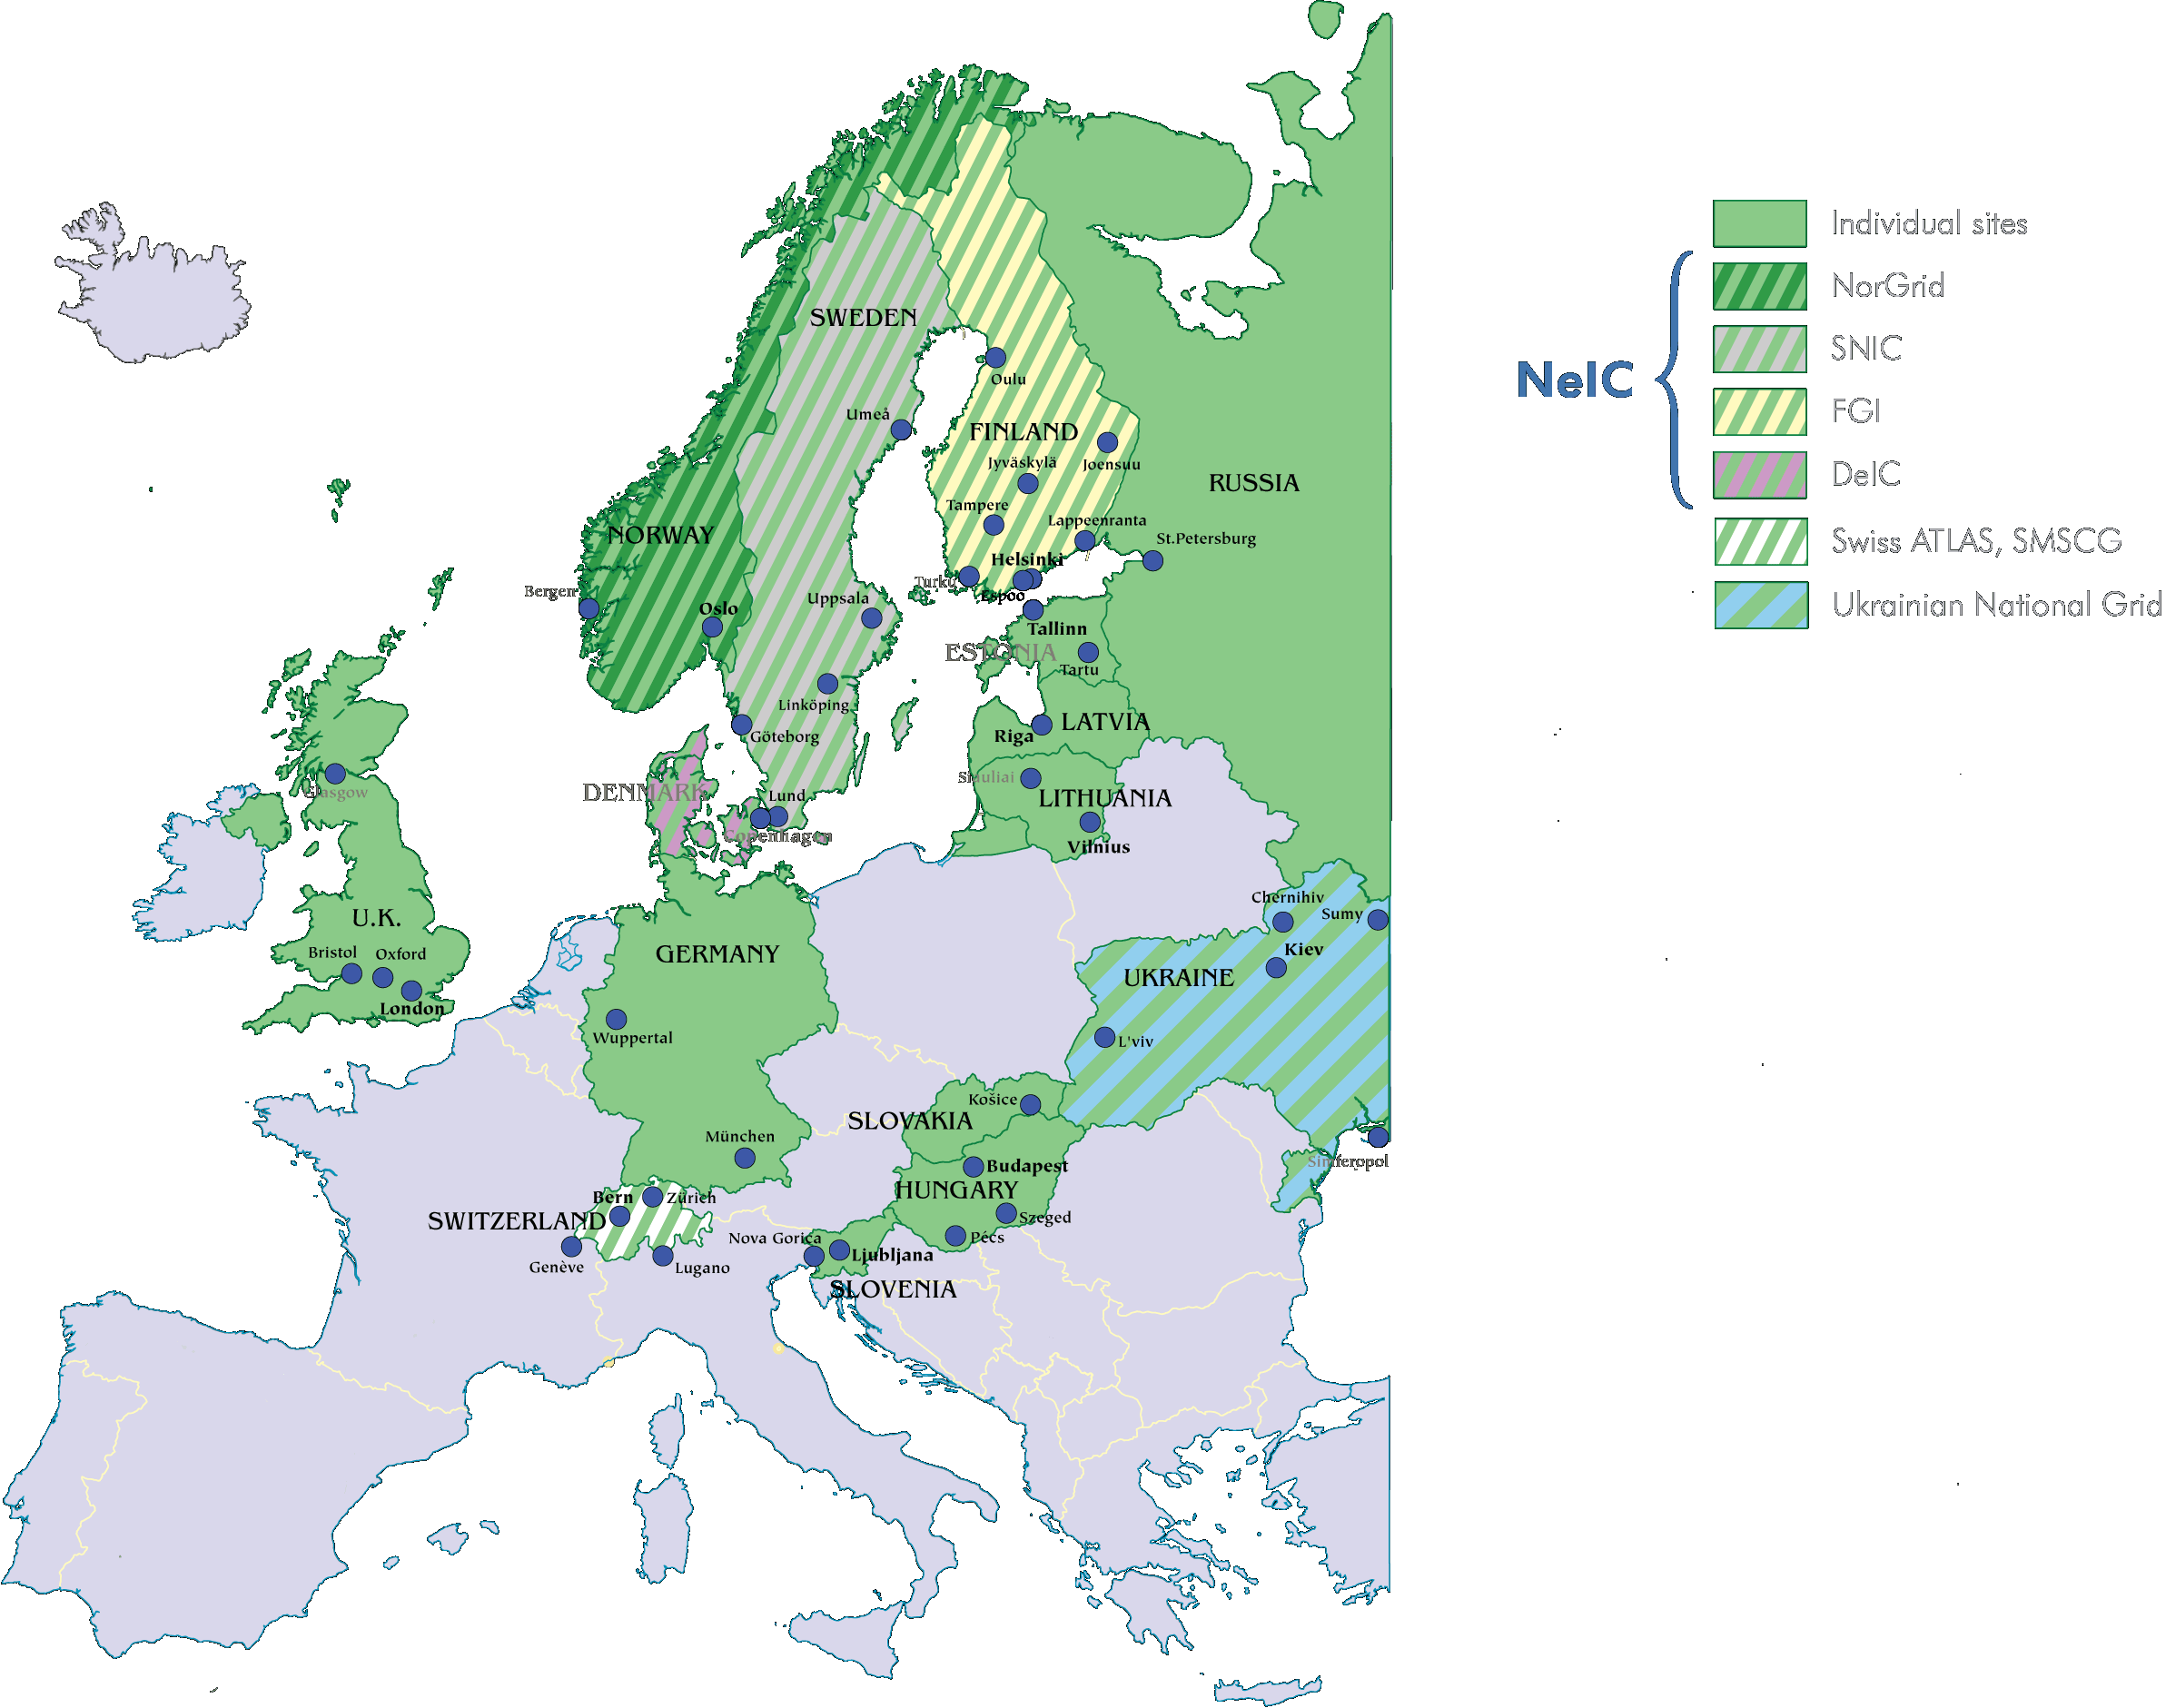 Individual sites
NorGrid
SNIC
NeIC
FGI
DeIC
Swiss ATLAS, SMSCG
Ukrainian National Grid
SWEDEN
Oulu
Umeå
FINLAND
Jyväskylä
Joensuu
RUSSIA
Tampere
Lappeenranta
NORWAY
St.Petersburg
Helsinki
Turku
Espoo
Bergen
Oslo
Uppsala
Tallinn
ESTONIA
Tartu
Linköping
Göteborg
LATVIA
Riga
Siauliai
DENMARK
Lund
LITHUANIA
Glasgow
Copenhagen
Vilnius
Chernihiv
Sumy
U.K.
Bristol
Oxford
GERMANY
Kiev
UKRAINE
London
Wuppertal
L'viv
Košice
SLOVAKIA
München
Budapest
Simferopol
HUNGARY
Bern
Zürich
SWITZERLAND
Szeged
Nova Gorica
Pécs
Ljubljana
Genève
Lugano
SLOVENIA